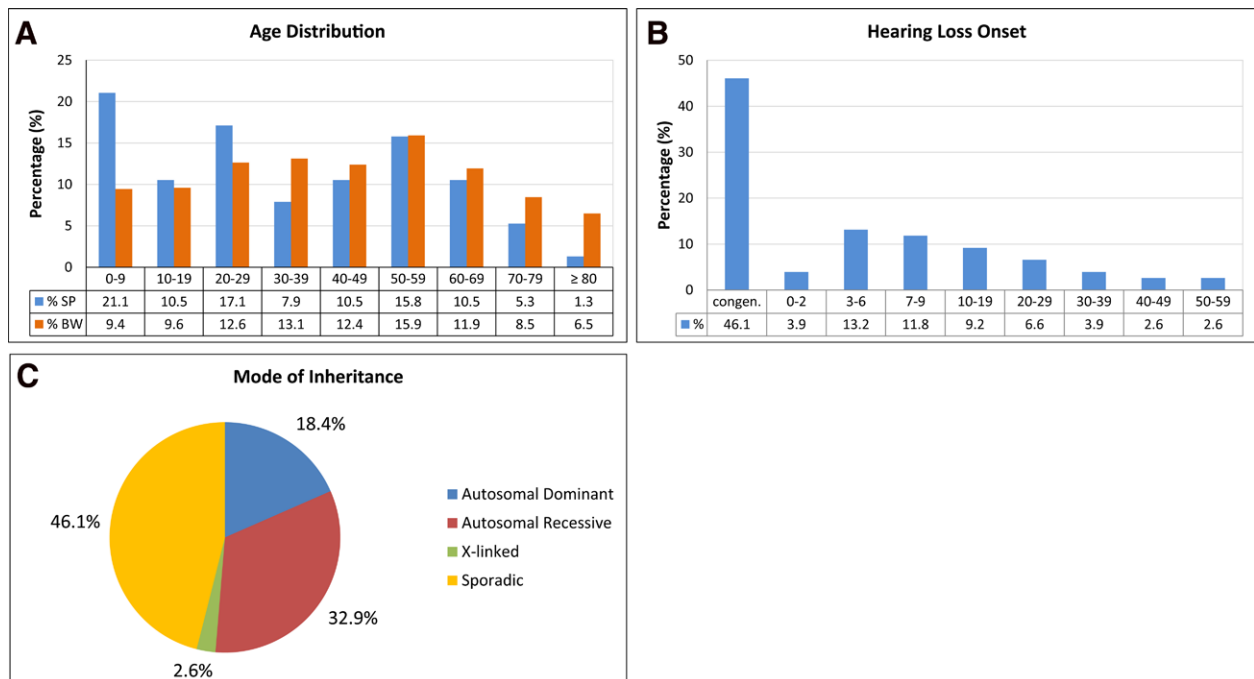 A
Age Distribution
Percentage (%)
25
20
15
10
5
0
0-9 10-19 20-29 30-39 40-49 50-59 60-69 70-79 ≥ 80
% SP 21.1 10.5 17.1 7.9 10.5 15.8 10.5 5.3 1.3
% BW 9.4 9.6 12.6 13.1 12.4 15.9 11.9 8.5 6.5
B
Hearing Loss Onset
Percentage (%)
50
40
30
20
10
0
congen. 0-2 3-6 7-9 10-19 20-29 30-39 40-49 50-59
% 46.1 3.9 13.2 11.8 9.2 6.6 3.9 2.6 2.6
C
Mode of Inheritance
18.4%
46.1%
32.9%
2.6%
Autosomal Dominant
Autosomal Recessive
X-linked
Sporadic